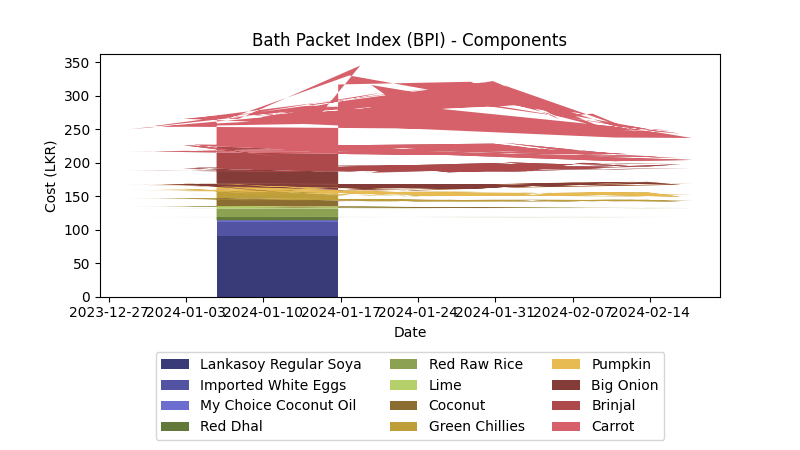 Bath Packet Index (BPI) - Components
350
300
250
200
150
100
50
0
Cost (LKR)
2023-12-27 2024-01-03 2024-01-10 2024-01-17 2024-01-24 2024-01-31 2024-02-07 2024-02-14
Date
Lankasoy Regular Soya Red Raw Rice Pumpkin
Imported White Eggs Lime Big Onion
My Choice Coconut Oil Coconut Brinjal
Red Dhal Green Chillies Carrot